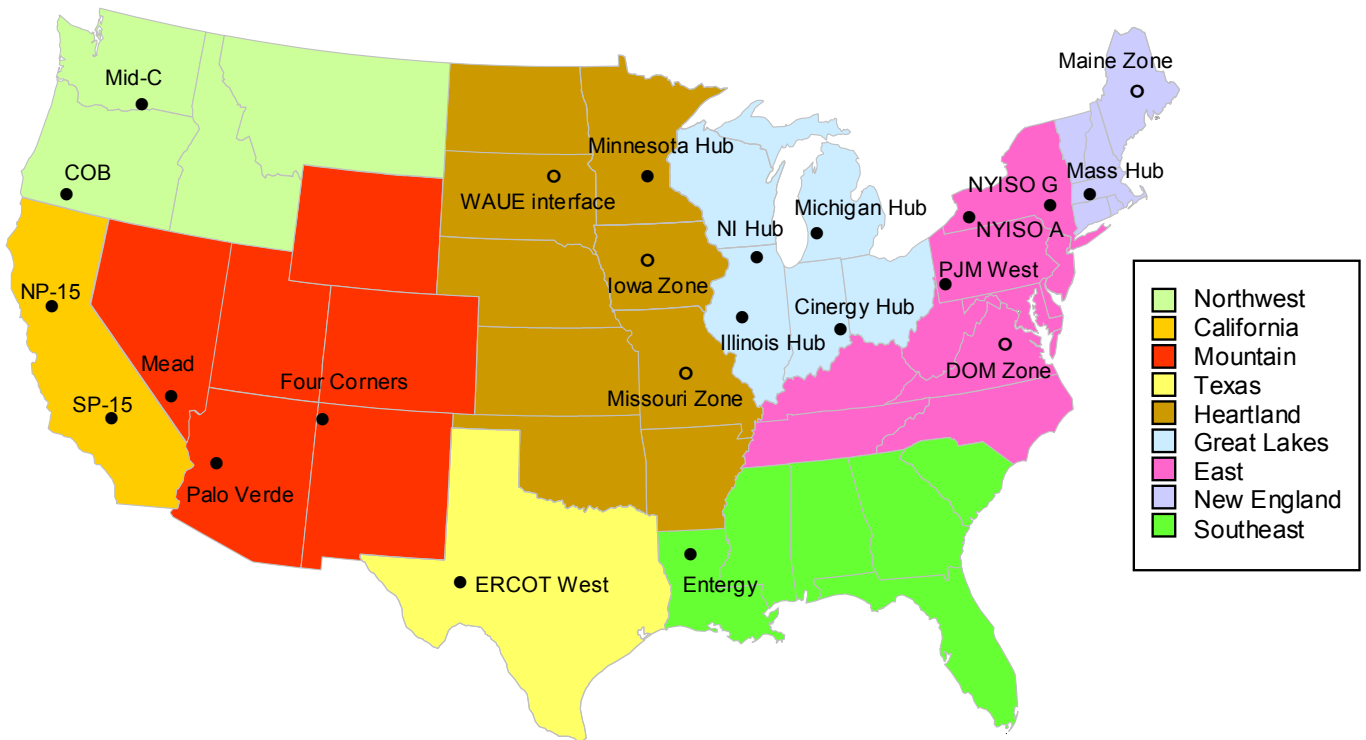 Maine Zone
Mid-C
Minnesota Hub
COB
WAUE interface
NYISO G
Mass Hub
Michigan Hub
NI Hub
NYISO A
PJM West
NP-15
Iowa Zone
Cinergy Hub
Illinois Hub
Mead
Four Corners
DOM Zone
SP-15
Missouri Zone
Palo Verde
ERCOT West
Entergy
Northwest
California
Mountain
Texas
Heartland
Great Lakes
East
New England
Southeast